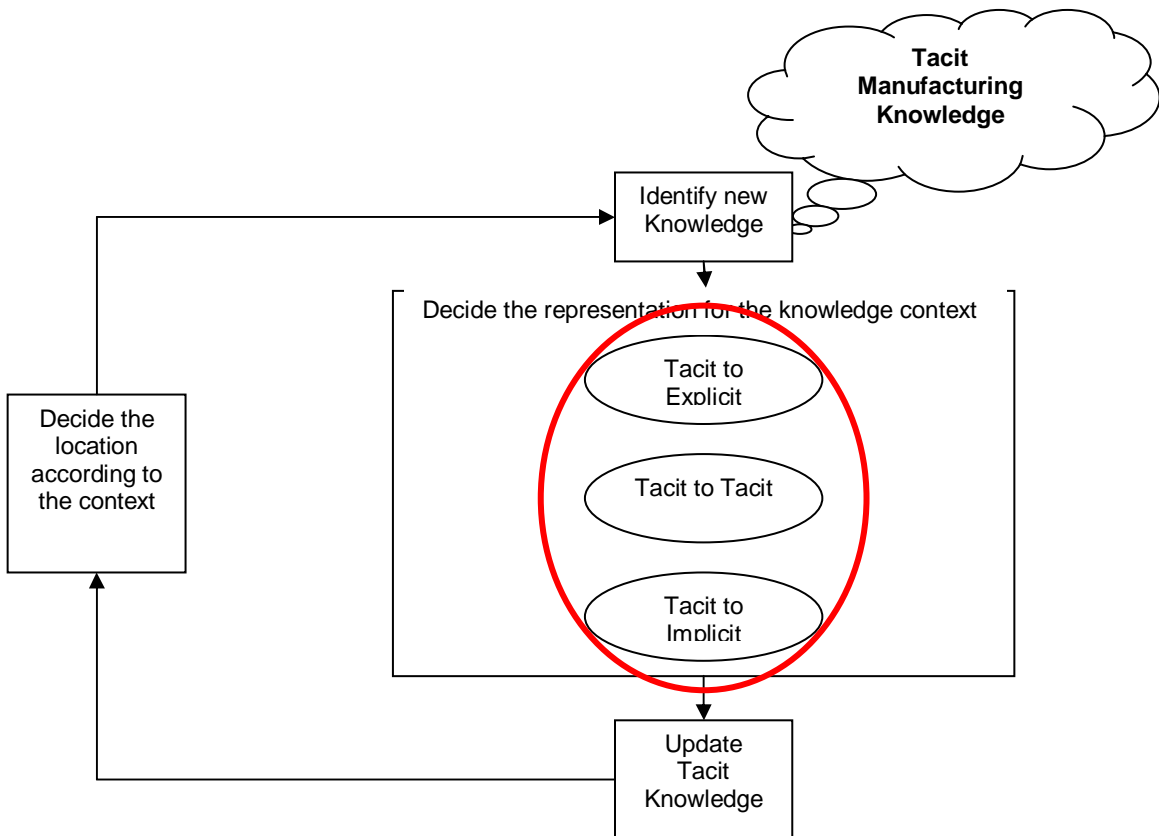 Tacit
Manufacturing
Knowledge
Identify new
Knowledge
Decide the representation for the knowledge context
Tacit to
Explicit
Tacit to Tacit
Tacit to
Implicit
Update
Tacit
Knowledge
Decide the
location
according to
the context